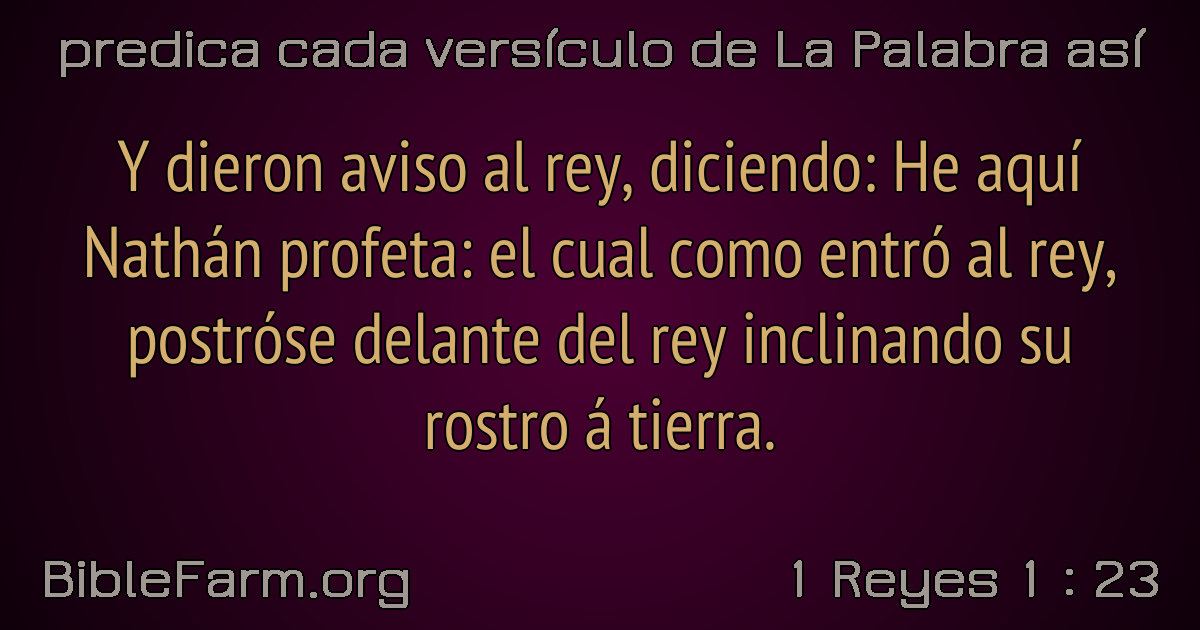 predica cada versículo de La Palabra así
Y dieron aviso al rey, diciendo: He aquí
Nathán profeta: el cual como entró al rey,
postróse delante del rey inclinando su
rostro á tierra.
BibleFarm.org
1 Reyes 1 : 23